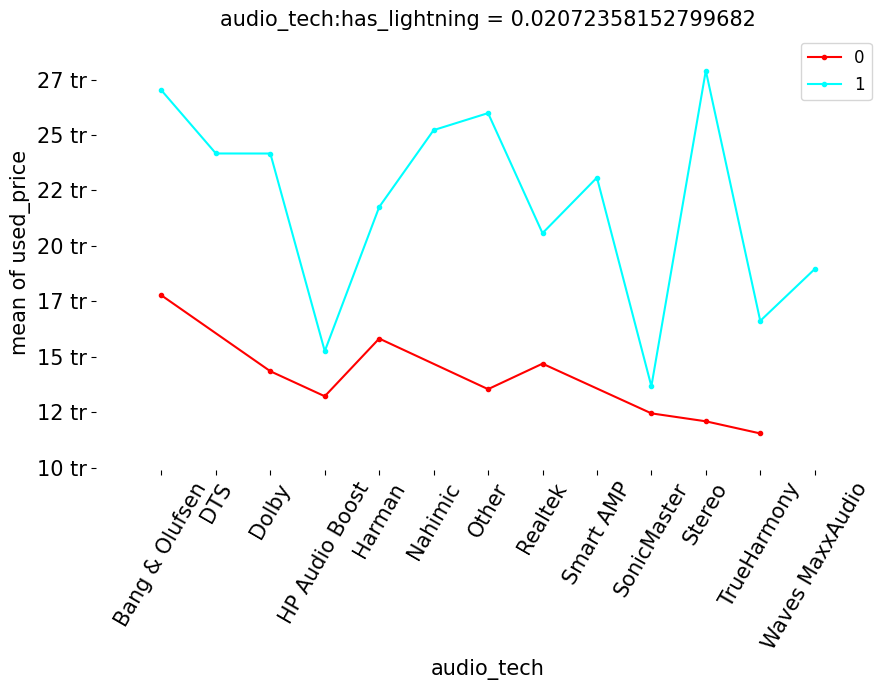 audio_tech:has_lightning = 0.02072358152799682
0
1
27 tr
25 tr
22 tr
20 tr
17 tr
15 tr
12 tr
10 tr
mean of used_price
Bang & Olufsen
DTS
Dolby
HP Audio Boost
Harman
Nahimic
Other
Realtek
Smart AMP
SonicMaster
Stereo
TrueHarmony
Waves MaxxAudio
audio_tech